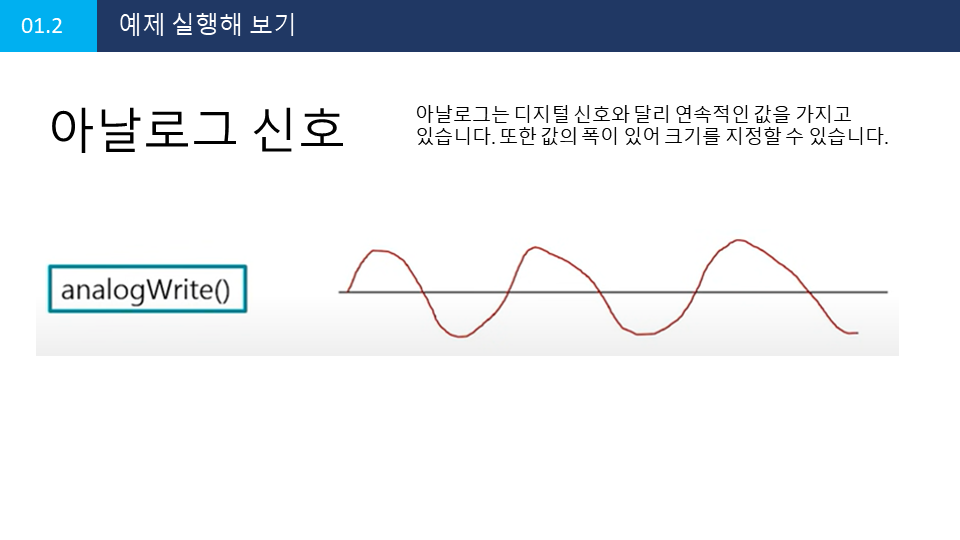 01.2
예제 실행해 보기
아날로그 신호
아날로그는 디지털 신호와 달리 연속적인 값을 가지고
있습니다. 또한 값의 폭이 있어 크기를 지정할 수 있습니다.
analogWrite()